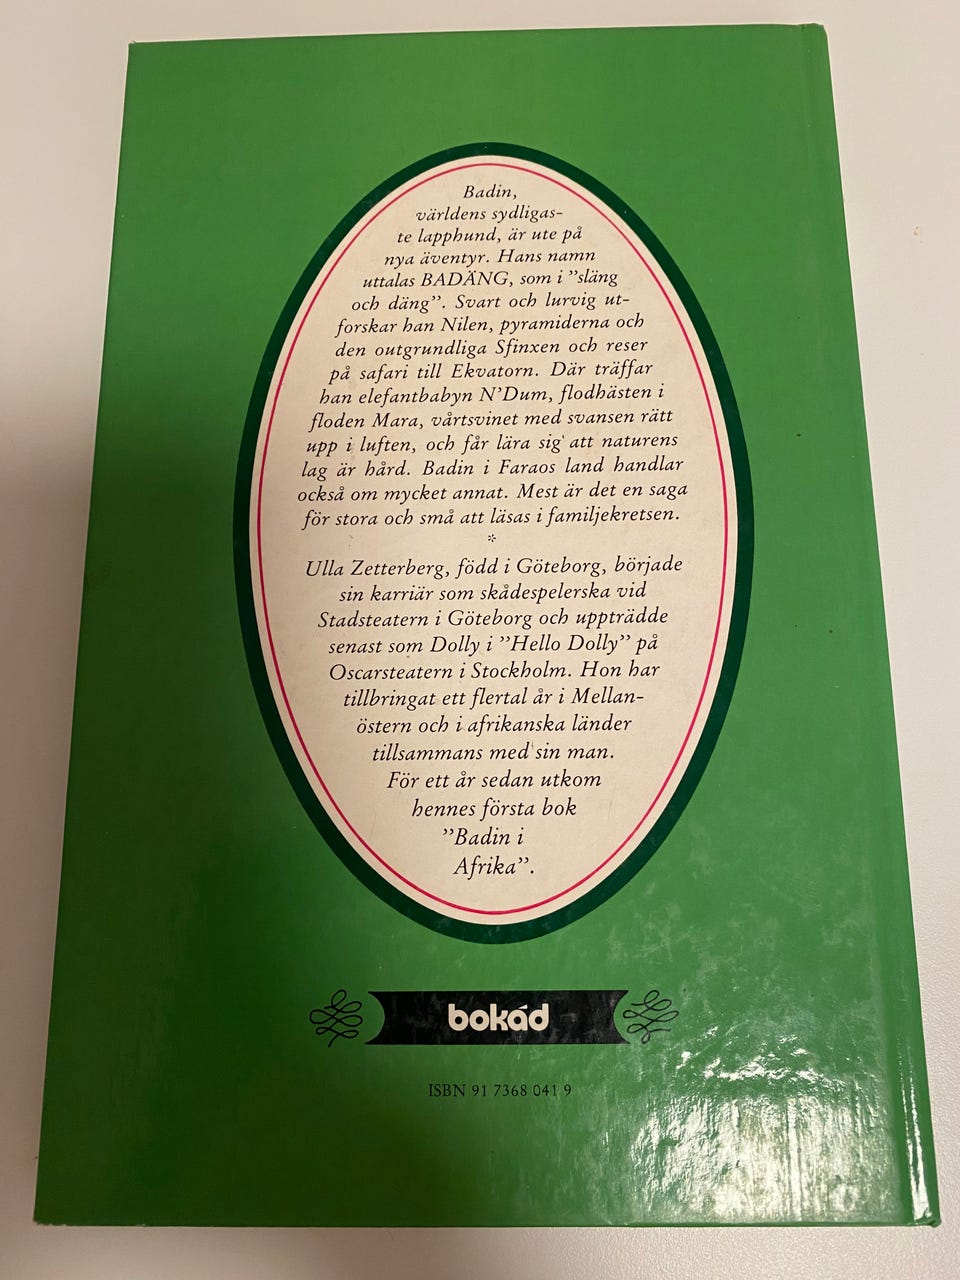 Badin,
världens sydligas-
te lapphund, är ute på
nya äventyr. Hans namn
uttalas BADÄNG, som i ”släng
och däng”. Svart och lurvig ut-
forskar han Nilen, pyramiderna och
den outgrundliga Sfinxen och reser
på safari till Ekvatorn. Där träffar
han elefantbabyn N’Dum, flodhästen i
floden Mara, vårtsvinet med svansen rätt
upp i luften, och får lära sig att naturens
lag är hård. Badin i Faraos land handlar
också om mycket annat. Mest är det en saga
för stora och små att läsas i familjekretsen.
*
Ulla Zetterberg, född i Göteborg, började
sin karriär som skådespelerska vid
Stadsteatern i Göteborg och uppträdde
senast som Dolly i ”Hello Dolly” på
Oscarsteatern i Stockholm. Hon har
tillbringat ett flertal år i Mellan-
östern och i afrikanska länder
tillsammans med sin man.
För ett år sedan utkom
hennes första bok
”Badin i
Afrika”.
bokád
ISBN 91 7368 041 9